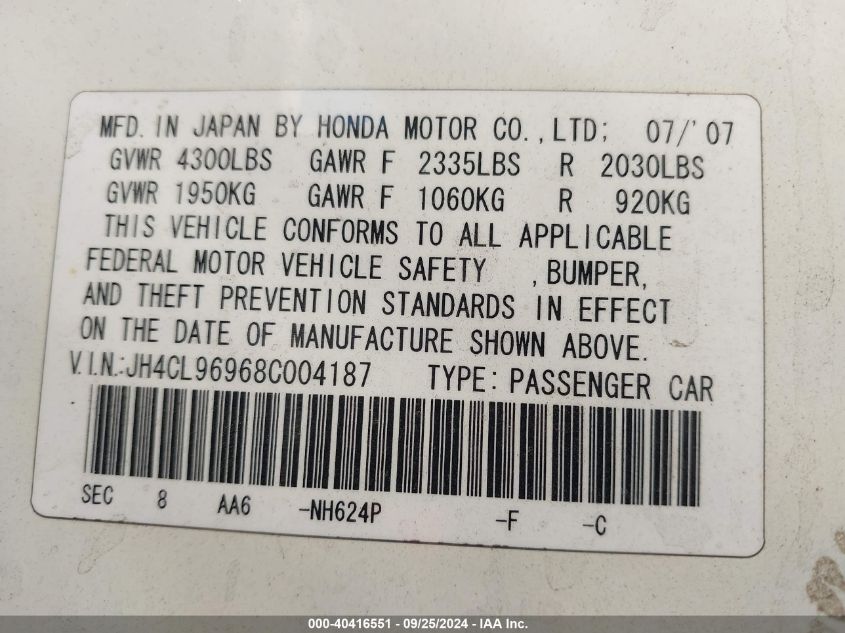 MFD. IN JAPAN BY HONDA MOTOR CO., LTD; 07/'07
GVWR 4300LBS GAWR F 2335LBS R 2030LBS
GVWR 1950KG GAWR F 1060KG R 920KG
THIS VEHICLE CONFORMS TO ALL APPLICABLE
FEDERAL MOTOR VEHICLE SAFETY , BUMPER,
AND THEFT PREVENTION STANDARDS IN EFFECT
ON THE DATE OF MANUFACTURE SHOWN ABOVE.
V.I.N.:JH4CL96968C004187 TYPE: PASSENGER CAR
SEC 8 AA6 -NH624P -F -C
000-40416551 - 09/25/2024 - IAA Inc.